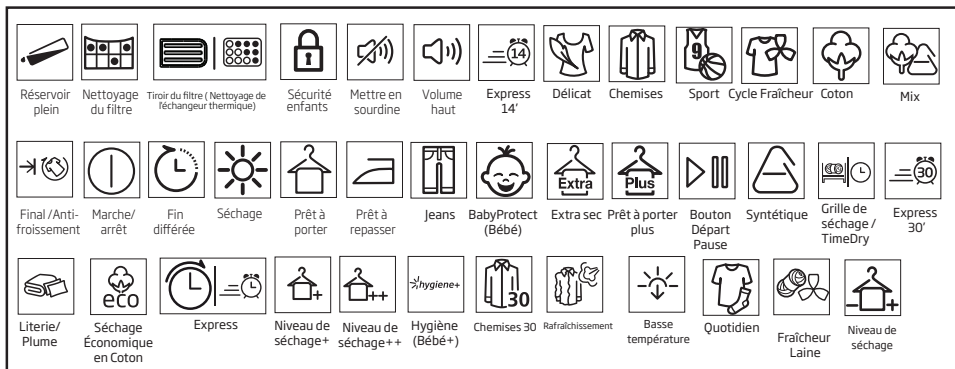 14
9
Réservoir plein
Nettoyage du filtre
Tiroir du filtre ( Nettoyage de l'échangeur thermique)
Sécurité enfants
Mettre en sourdine
Volume haut
Express 14'
Délicat
Chemises
Sport
Cycle Fraîcheur
Coton
Mix
Extra
Plus
30
Final /Anti-froissement
Marche/ arrêt
Fin différée
Séchage
Prêt à porter
Prêt à repasser
Jeans
BabyProtect (Bébé)
Extra sec
Prêt à porter plus
Bouton Départ Pause
Syntétique
Grille de séchage / TimeDry
Express 30'
eco
+
++
hygiene+
30
- +
Literie/ Plume
Séchage Économique en Coton
Express
Niveau de séchage+
Niveau de séchage++
Hygiène (Bébé+)
Chemises 30
Rafraîchissement
Basse température
Quotidien
Fraîcheur Laine
Niveau de séchage